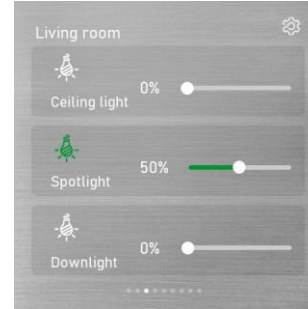 Living room
0%
Ceiling light
50%
Spotlight
0%
Downlight